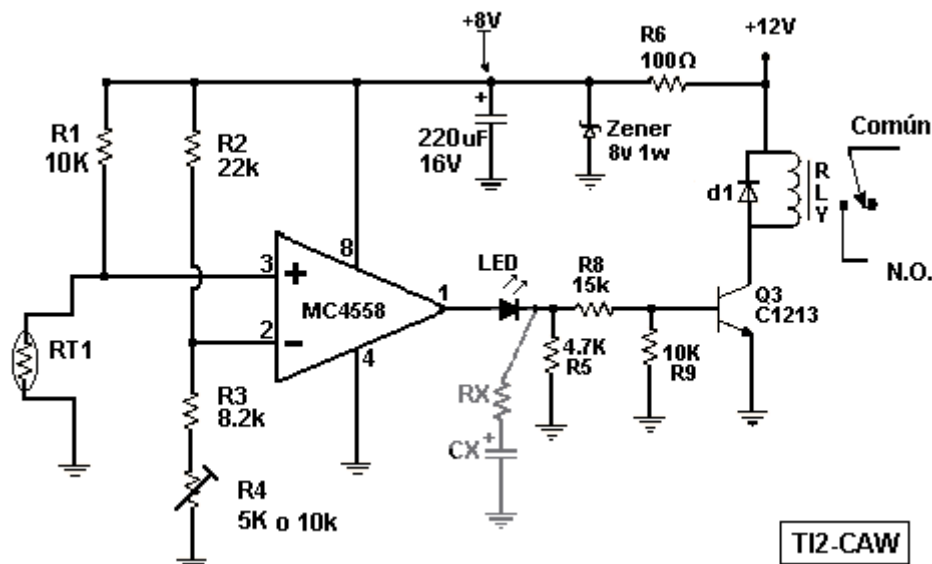 +8V
R6
100Ω
+12V
R1
10K
R2
22k
+
220uF
16V
Zener
8v 1w
Común
d1
RLY
N.O.
3
+
8
MC4558
1
2
−
4
LED
R8
15k
Q3
C1213
RT1
4.7K
R5
10K
R9
R3
8.2k
RX
CX
+
R4
5K o 10k
TI2-CAW